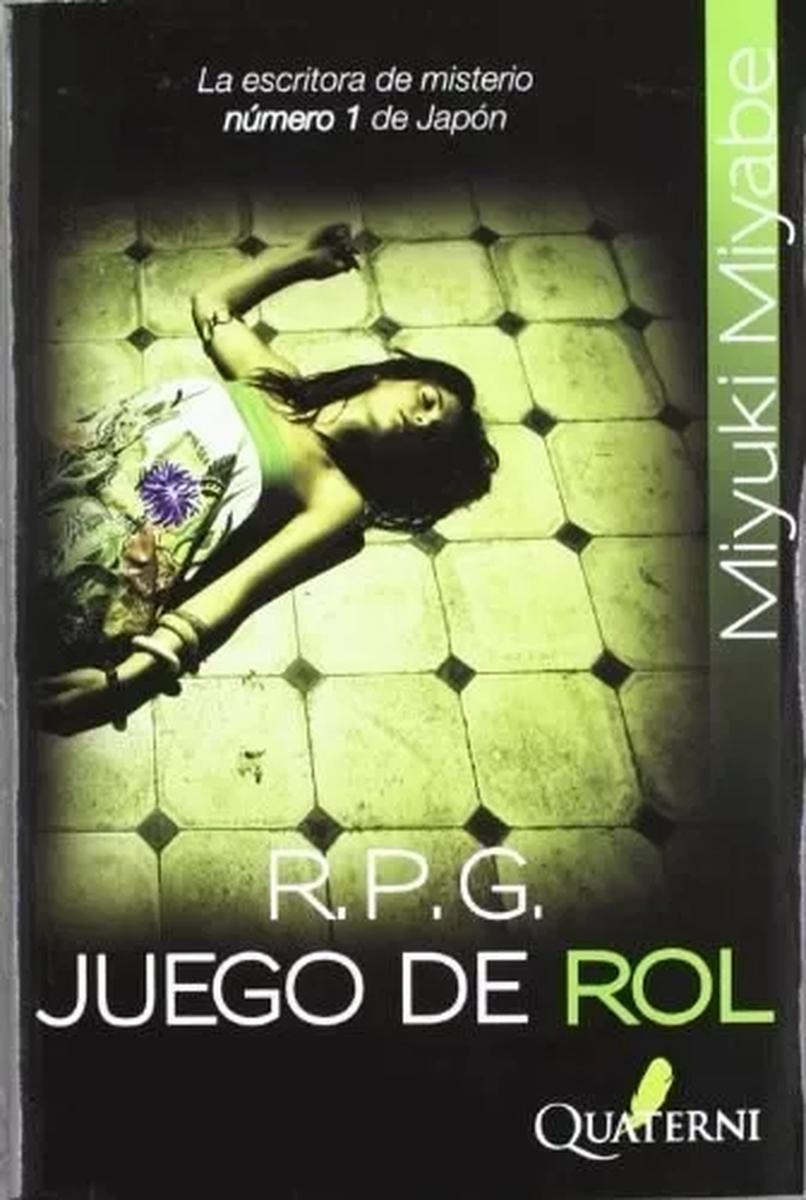 La escritora de misterio
número 1 de Japón
Miyuki Miyabe
R.P.G.
JUEGO DE ROL
QUATERNI